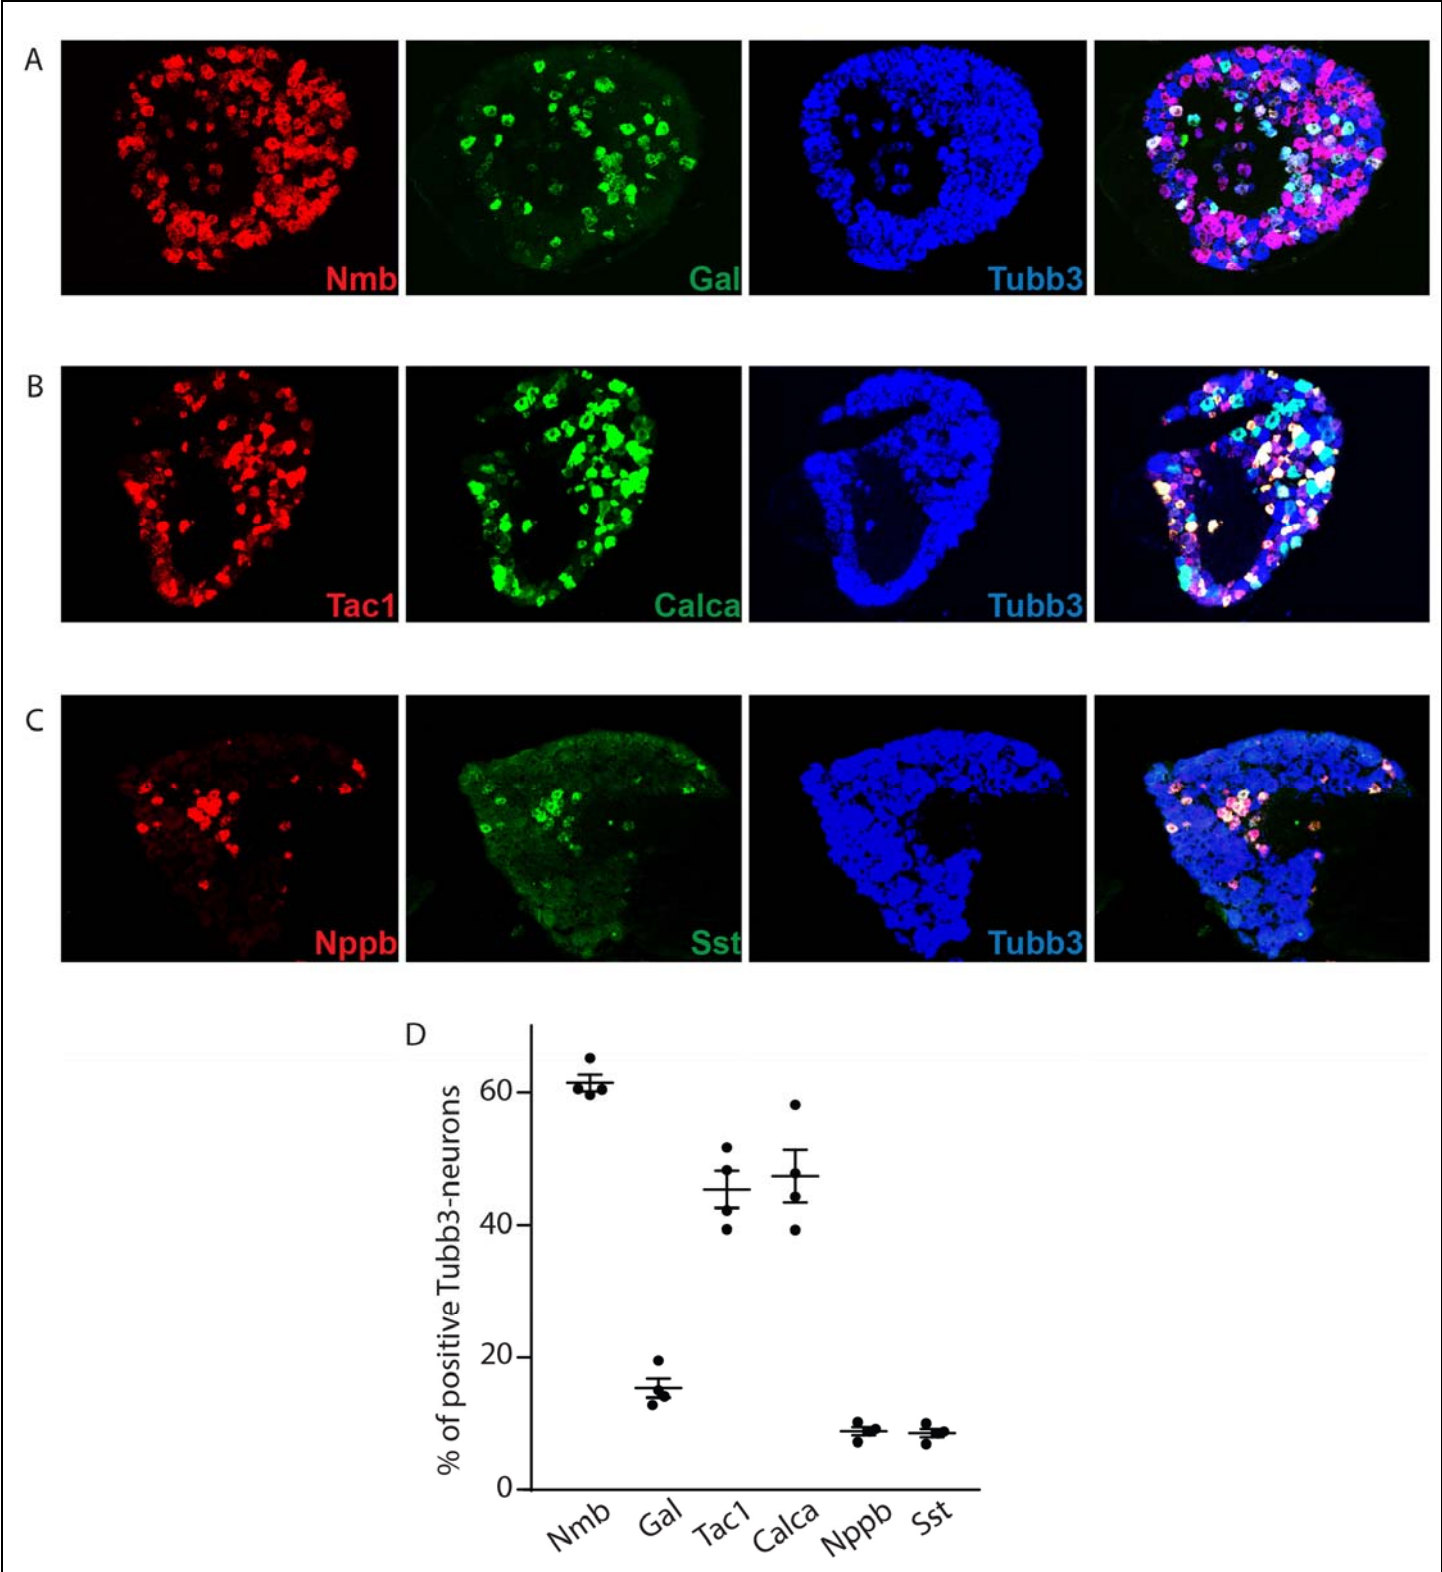 A
Nmb
Gal
Tubb3
B
Tac1
Calca
Tubb3
C
Nppb
Sst
Tubb3
D
% of positive Tubb3-neurons
60
40
20
0
Nmb
Gal
Tac1
Calca
Nppb
Sst